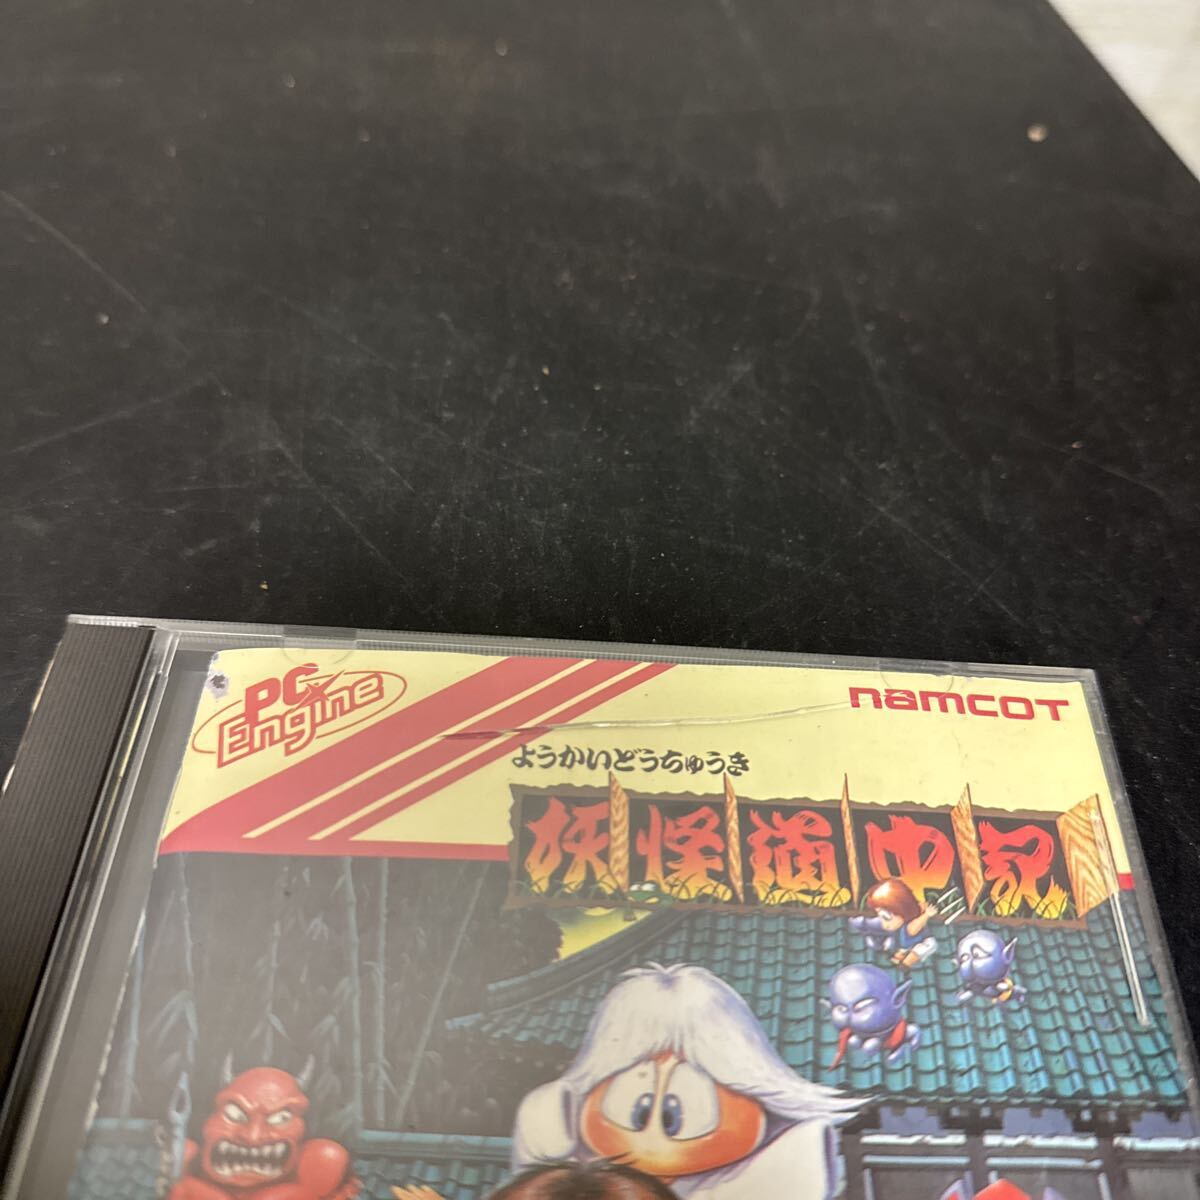 PC Engine
namcot
ようかいどうちゅうき
妖怪道中記